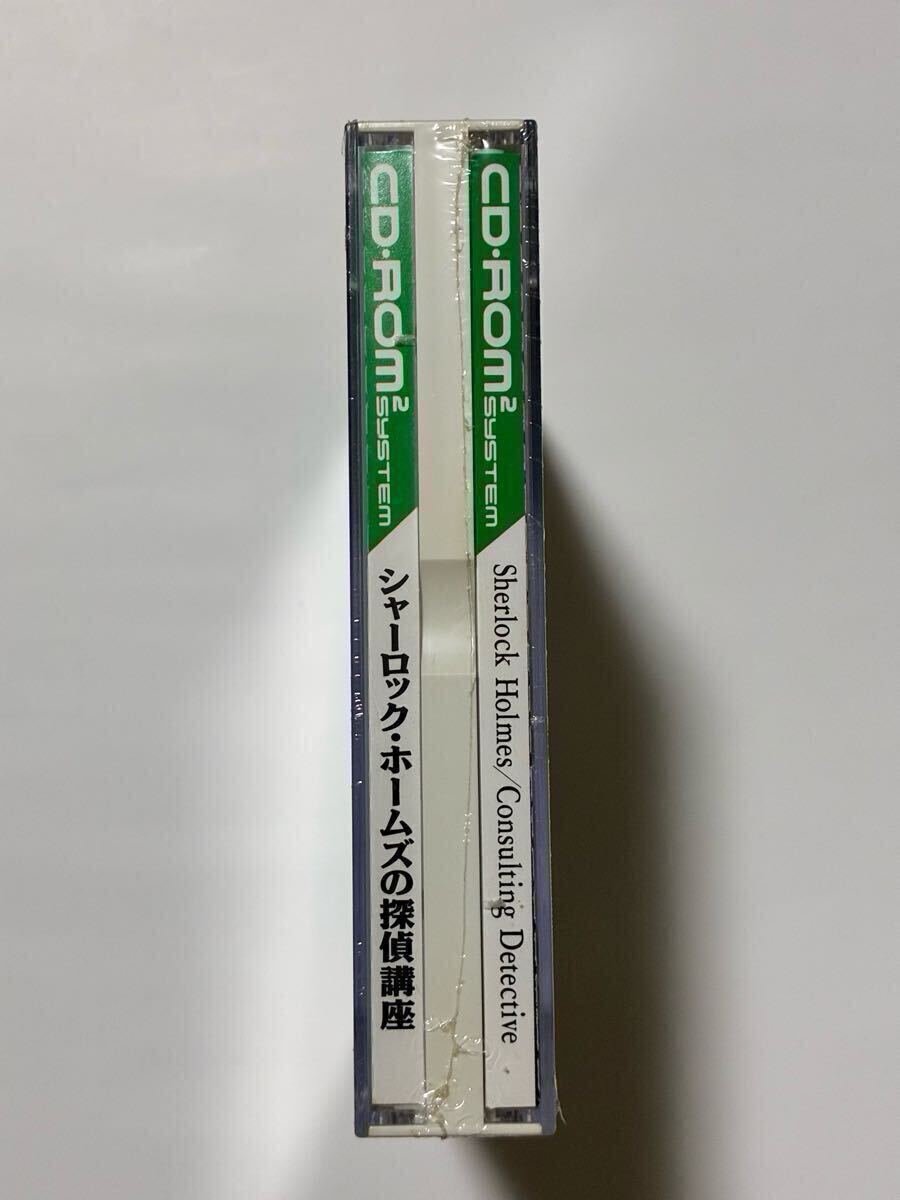 CD・ROM² SYSTEM
シャーロック・ホームズの探偵講座
CD・ROM² SYSTEM
Sherlock Holmes/Consulting Detective